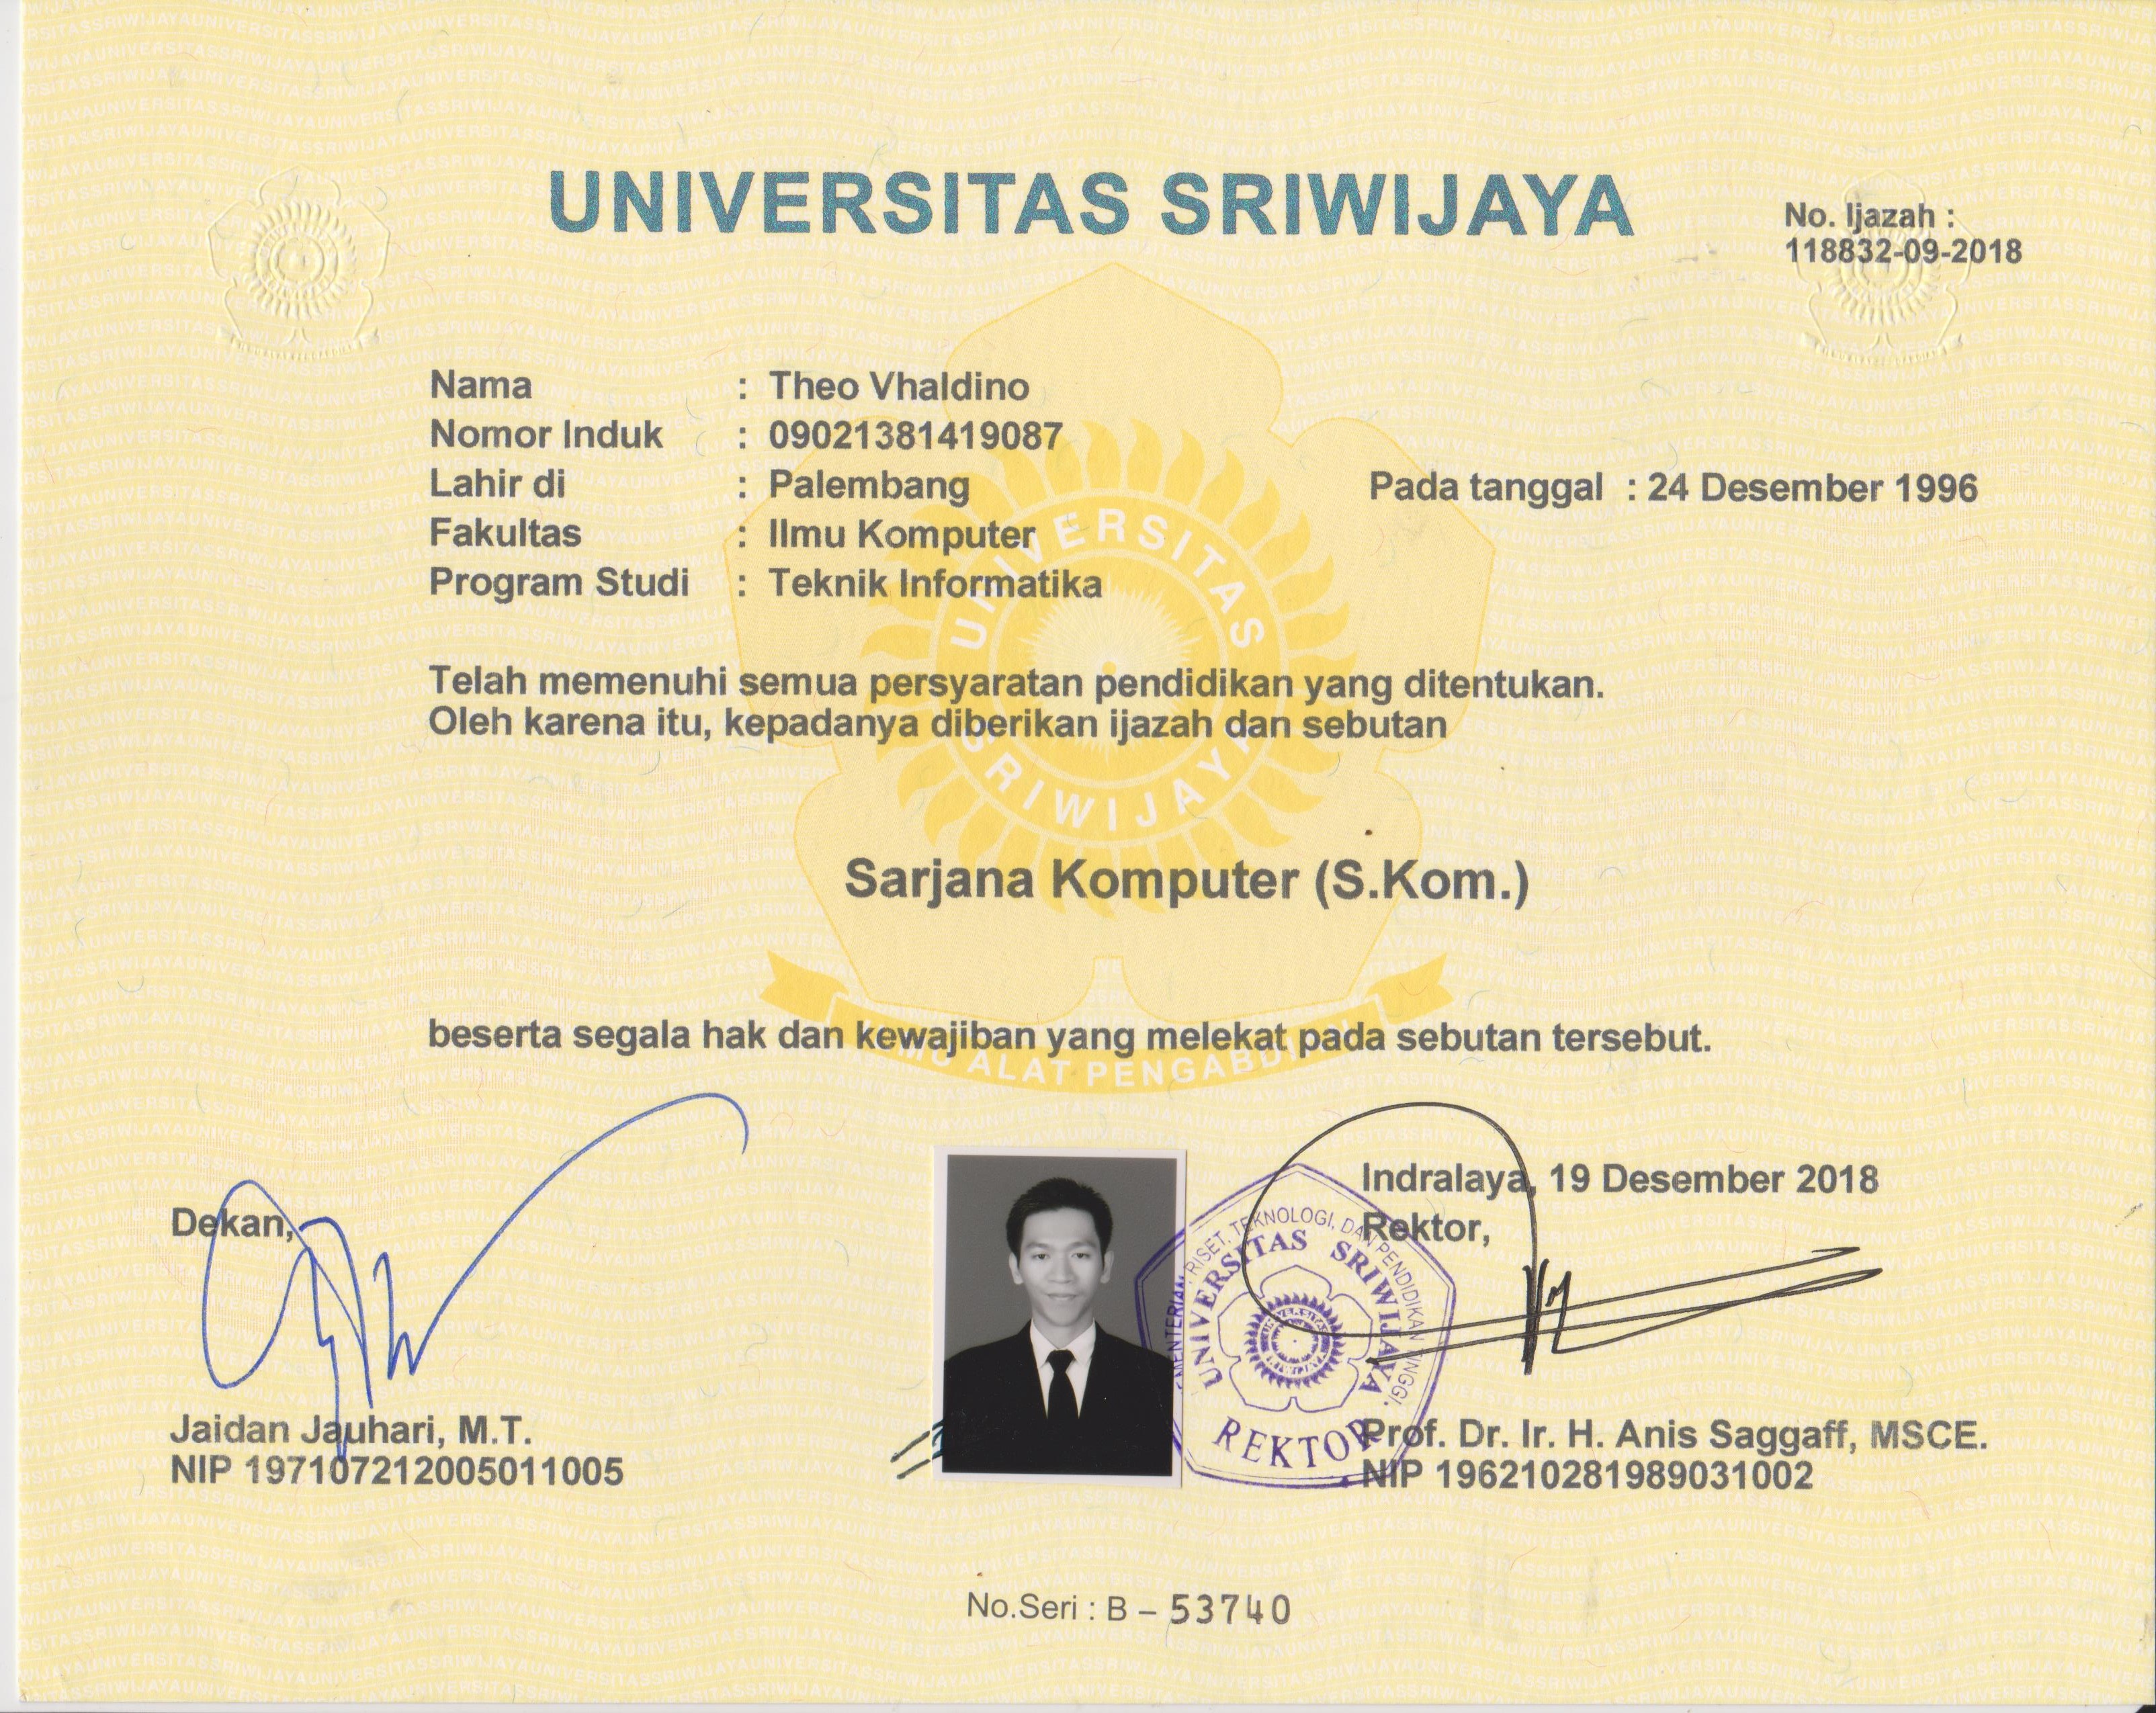 UNIVERSITAS SRIWIJAYA
No. Ijazah :
118832-09-2018
Nama : Theo Vhaldino
Nomor Induk : 09021381419087
Lahir di : Palembang Pada tanggal : 24 Desember 1996
Fakultas : Ilmu Komputer
Program Studi : Teknik Informatika
UNIVERSITAS
SRIWIJAYA
Telah memenuhi semua persyaratan pendidikan yang ditentukan.
Oleh karena itu, kepadanya diberikan ijazah dan sebutan
Sarjana Komputer (S.Kom.)
beserta segala hak dan kewajiban yang melekat pada sebutan tersebut.
ALAT
Indralaya, 19 Desember 2018
Dekan,
Rektor,
RISET, TEKNOLOGI, DAN PENDIDIKAN TINGGI
UNIVERSITAS SRIWIJAYA
REKTOR
Jaidan Jauhari, M.T.
NIP 197107212005011005
Prof. Dr. Ir. H. Anis Saggaff, MSCE.
NIP 196210281989031002
No.Seri : B – 53740